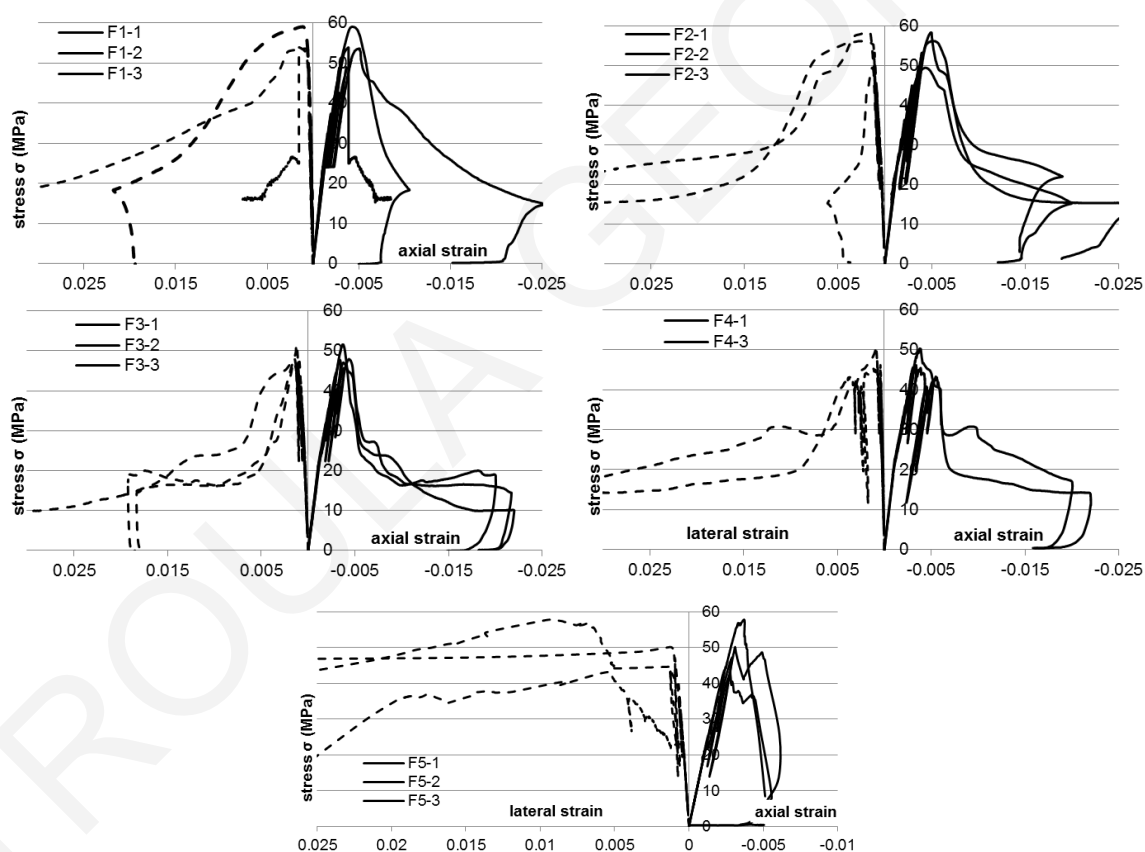 F1-1
F1-2
F1-3
stress σ (MPa)
60
50
40
30
20
10
0
axial strain
0.025 0.015 0.005 -0.005 -0.015 -0.025
F2-1
F2-2
F2-3
stress σ (MPa)
60
50
40
30
20
10
0
axial strain
0.025 0.015 0.005 -0.005 -0.015 -0.025
F3-1
F3-2
F3-3
stress σ (MPa)
60
50
40
30
20
10
0
axial strain
0.025 0.015 0.005 -0.005 -0.015 -0.025
F4-1
F4-3
stress σ (MPa)
60
50
40
30
20
10
0
lateral strain axial strain
0.025 0.015 0.005 -0.005 -0.015 -0.025
F5-1
F5-2
F5-3
stress σ (MPa)
60
50
40
30
20
10
0
lateral strain axial strain
0.025 0.02 0.015 0.01 0.005 0 -0.005 -0.01
ROULA GEO